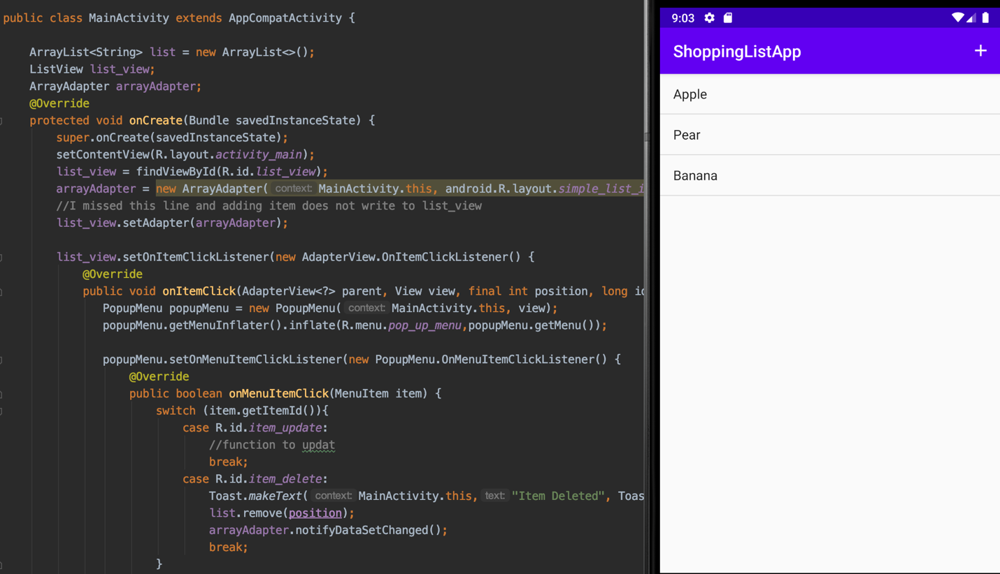 public class MainActivity extends AppCompatActivity {
ArrayList<String> list = new ArrayList<>();
ListView list_view;
ArrayAdapter arrayAdapter;
@Override
protected void onCreate(Bundle savedInstanceState) {
super.onCreate(savedInstanceState);
setContentView(R.layout.activity_main);
list_view = findViewById(R.id.list_view);
arrayAdapter = new ArrayAdapter( context: MainActivity.this, android.R.layout.simple_list_i
//I missed this line and adding item does not write to list_view
list_view.setAdapter(arrayAdapter);
list_view.setOnItemClickListener(new AdapterView.OnItemClickListener() {
@Override
public void onItemClick(AdapterView<?> parent, View view, final int position, long id
PopupMenu popupMenu = new PopupMenu( context: MainActivity.this, view);
popupMenu.getMenuInflater().inflate(R.menu.pop_up_menu,popupMenu.getMenu());
popupMenu.setOnMenuItemClickListener(new PopupMenu.OnMenuItemClickListener() {
@Override
public boolean onMenuItemClick(MenuItem item) {
switch (item.getItemId()){
case R.id.item_update:
//function to updat
break;
case R.id.item_delete:
Toast.makeText( context: MainActivity.this, text: "Item Deleted", Toas
list.remove(position);
arrayAdapter.notifyDataSetChanged();
break;
}
9:03
ShoppingListApp +
Apple
Pear
Banana